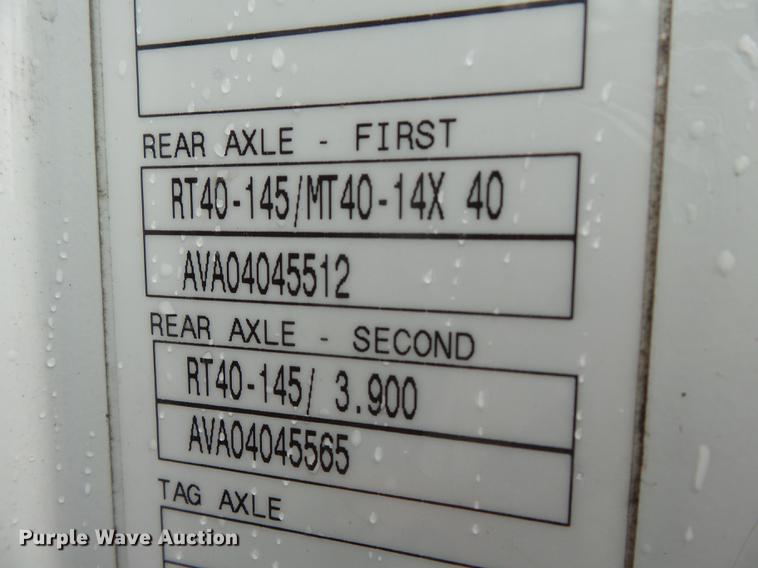 REAR AXLE - FIRST
RT40-145/MT40-14X 40
AVA04045512
REAR AXLE - SECOND
RT40-145/ 3.900
AVA04045565
TAG AXLE
Purple Wave Auction